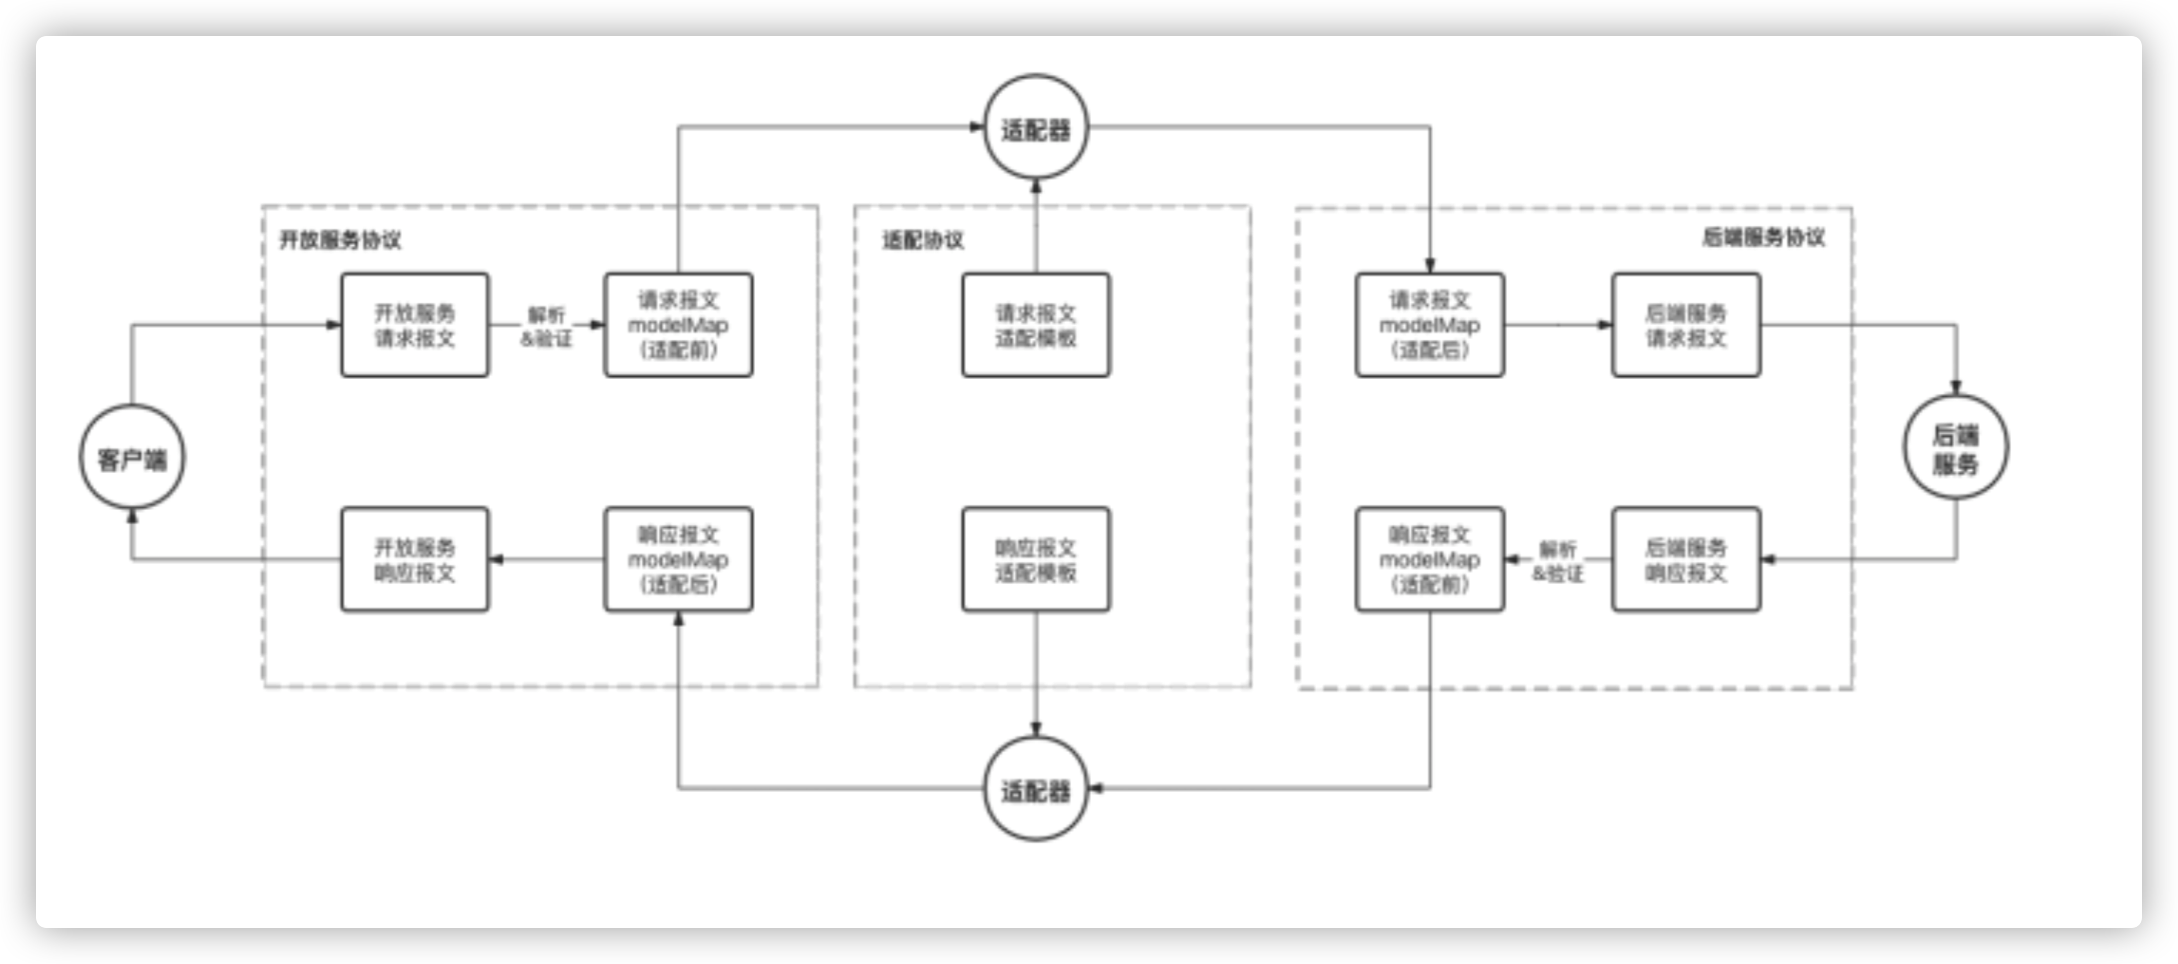 适配器
开放服务协议
适配协议
后端服务协议
开放服务
请求报文
解析
&验证
请求报文
modelMap
(适配前)
请求报文
适配模板
请求报文
modelMap
(适配后)
后端服务
请求报文
客户端
后端
服务
开放服务
响应报文
响应报文
modelMap
(适配后)
响应报文
适配模板
响应报文
modelMap
(适配前)
解析
&验证
后端服务
响应报文
适配器